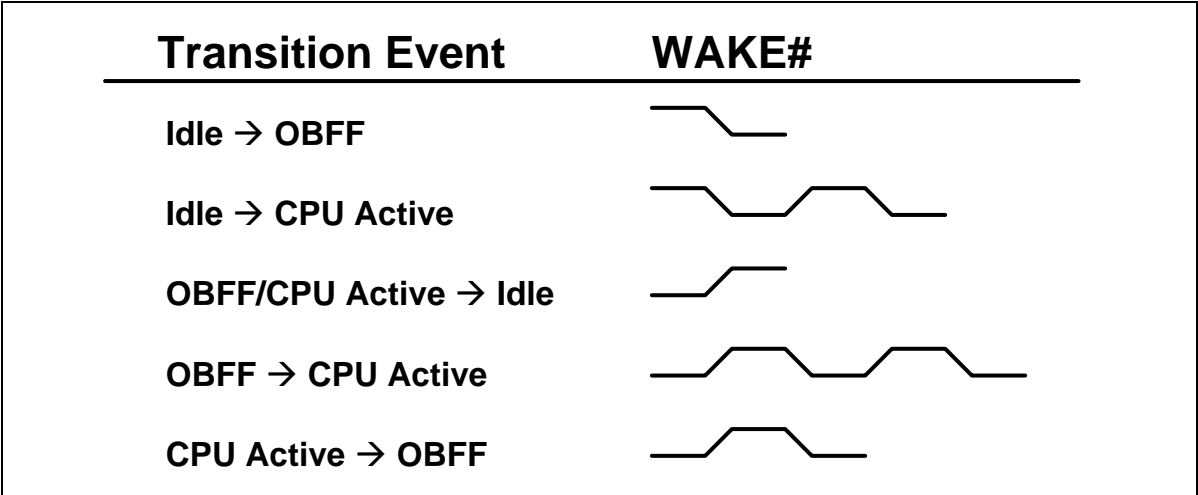 Transition Event WAKE#
Idle → OBFF
Idle → CPU Active
OBFF/CPU Active → Idle
OBFF → CPU Active
CPU Active → OBFF